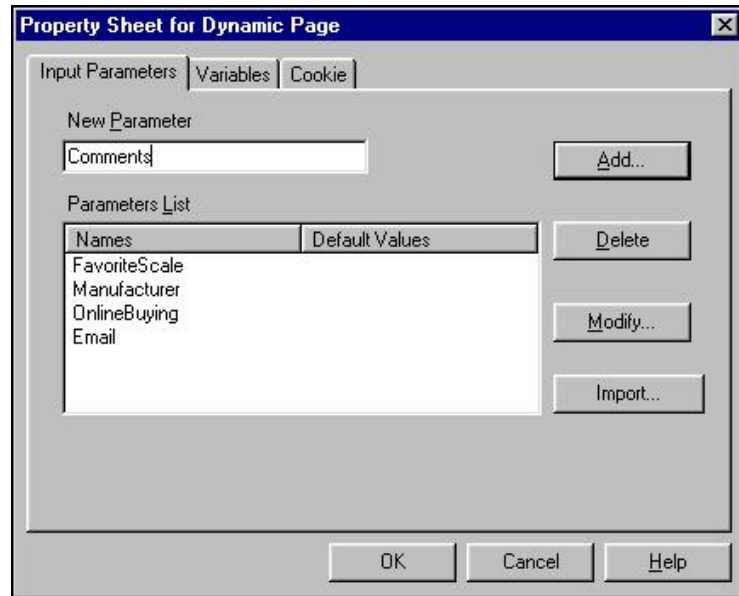 Property Sheet for Dynamic Page
Input Parameters Variables Cookie
New Parameter
Comments
Add...
Parameters List
Names Default Values
Delete
FavoriteScale
Manufacturer
OnlineBuying
Modify...
Email
Import...
OK Cancel Help